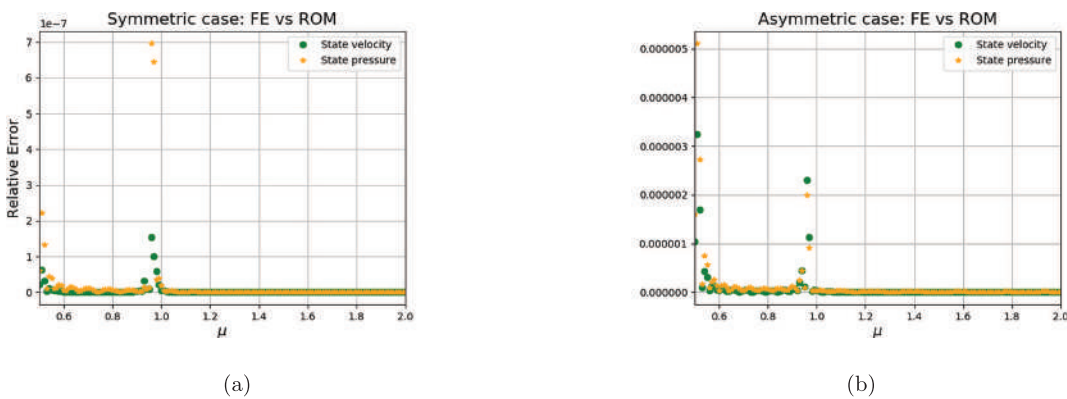 Symmetric case: FE vs ROM
1e-7
7
6
5
4
3
2
1
0
Relative Error
State velocity
State pressure
0.6 0.8 1.0 1.2 1.4 1.6 1.8 2.0
μ
(a)
Asymmetric case: FE vs ROM
0.000005
0.000004
0.000003
0.000002
0.000001
0.000000
State velocity
State pressure
0.6 0.8 1.0 1.2 1.4 1.6 1.8 2.0
μ
(b)